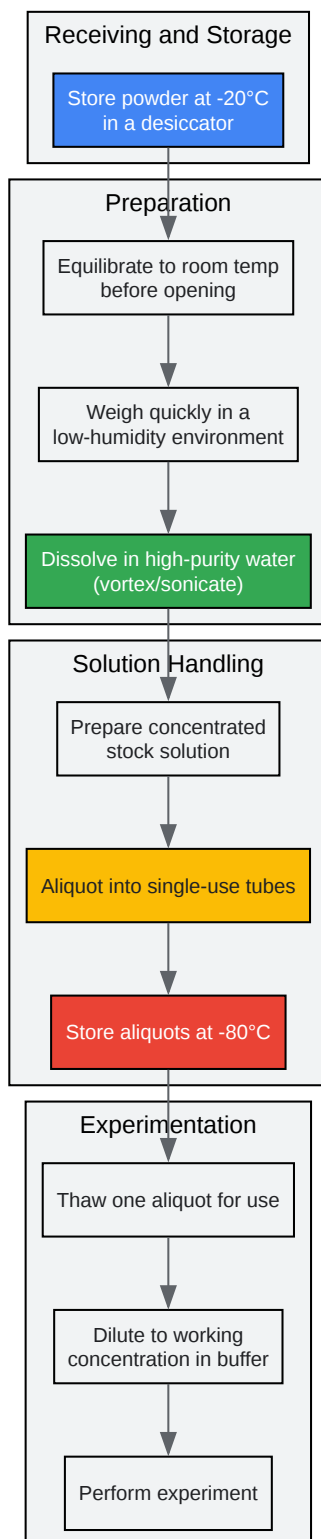 Receiving and Storage
Store powder at -20°C
in a desiccator
Preparation
Equilibrate to room temp
before opening
Weigh quickly in a
low-humidity environment
Dissolve in high-purity water
(vortex/sonicate)
Solution Handling
Prepare concentrated
stock solution
Aliquot into single-use tubes
Store aliquots at -80°C
Experimentation
Thaw one aliquot for use
Dilute to working
concentration in buffer
Perform experiment